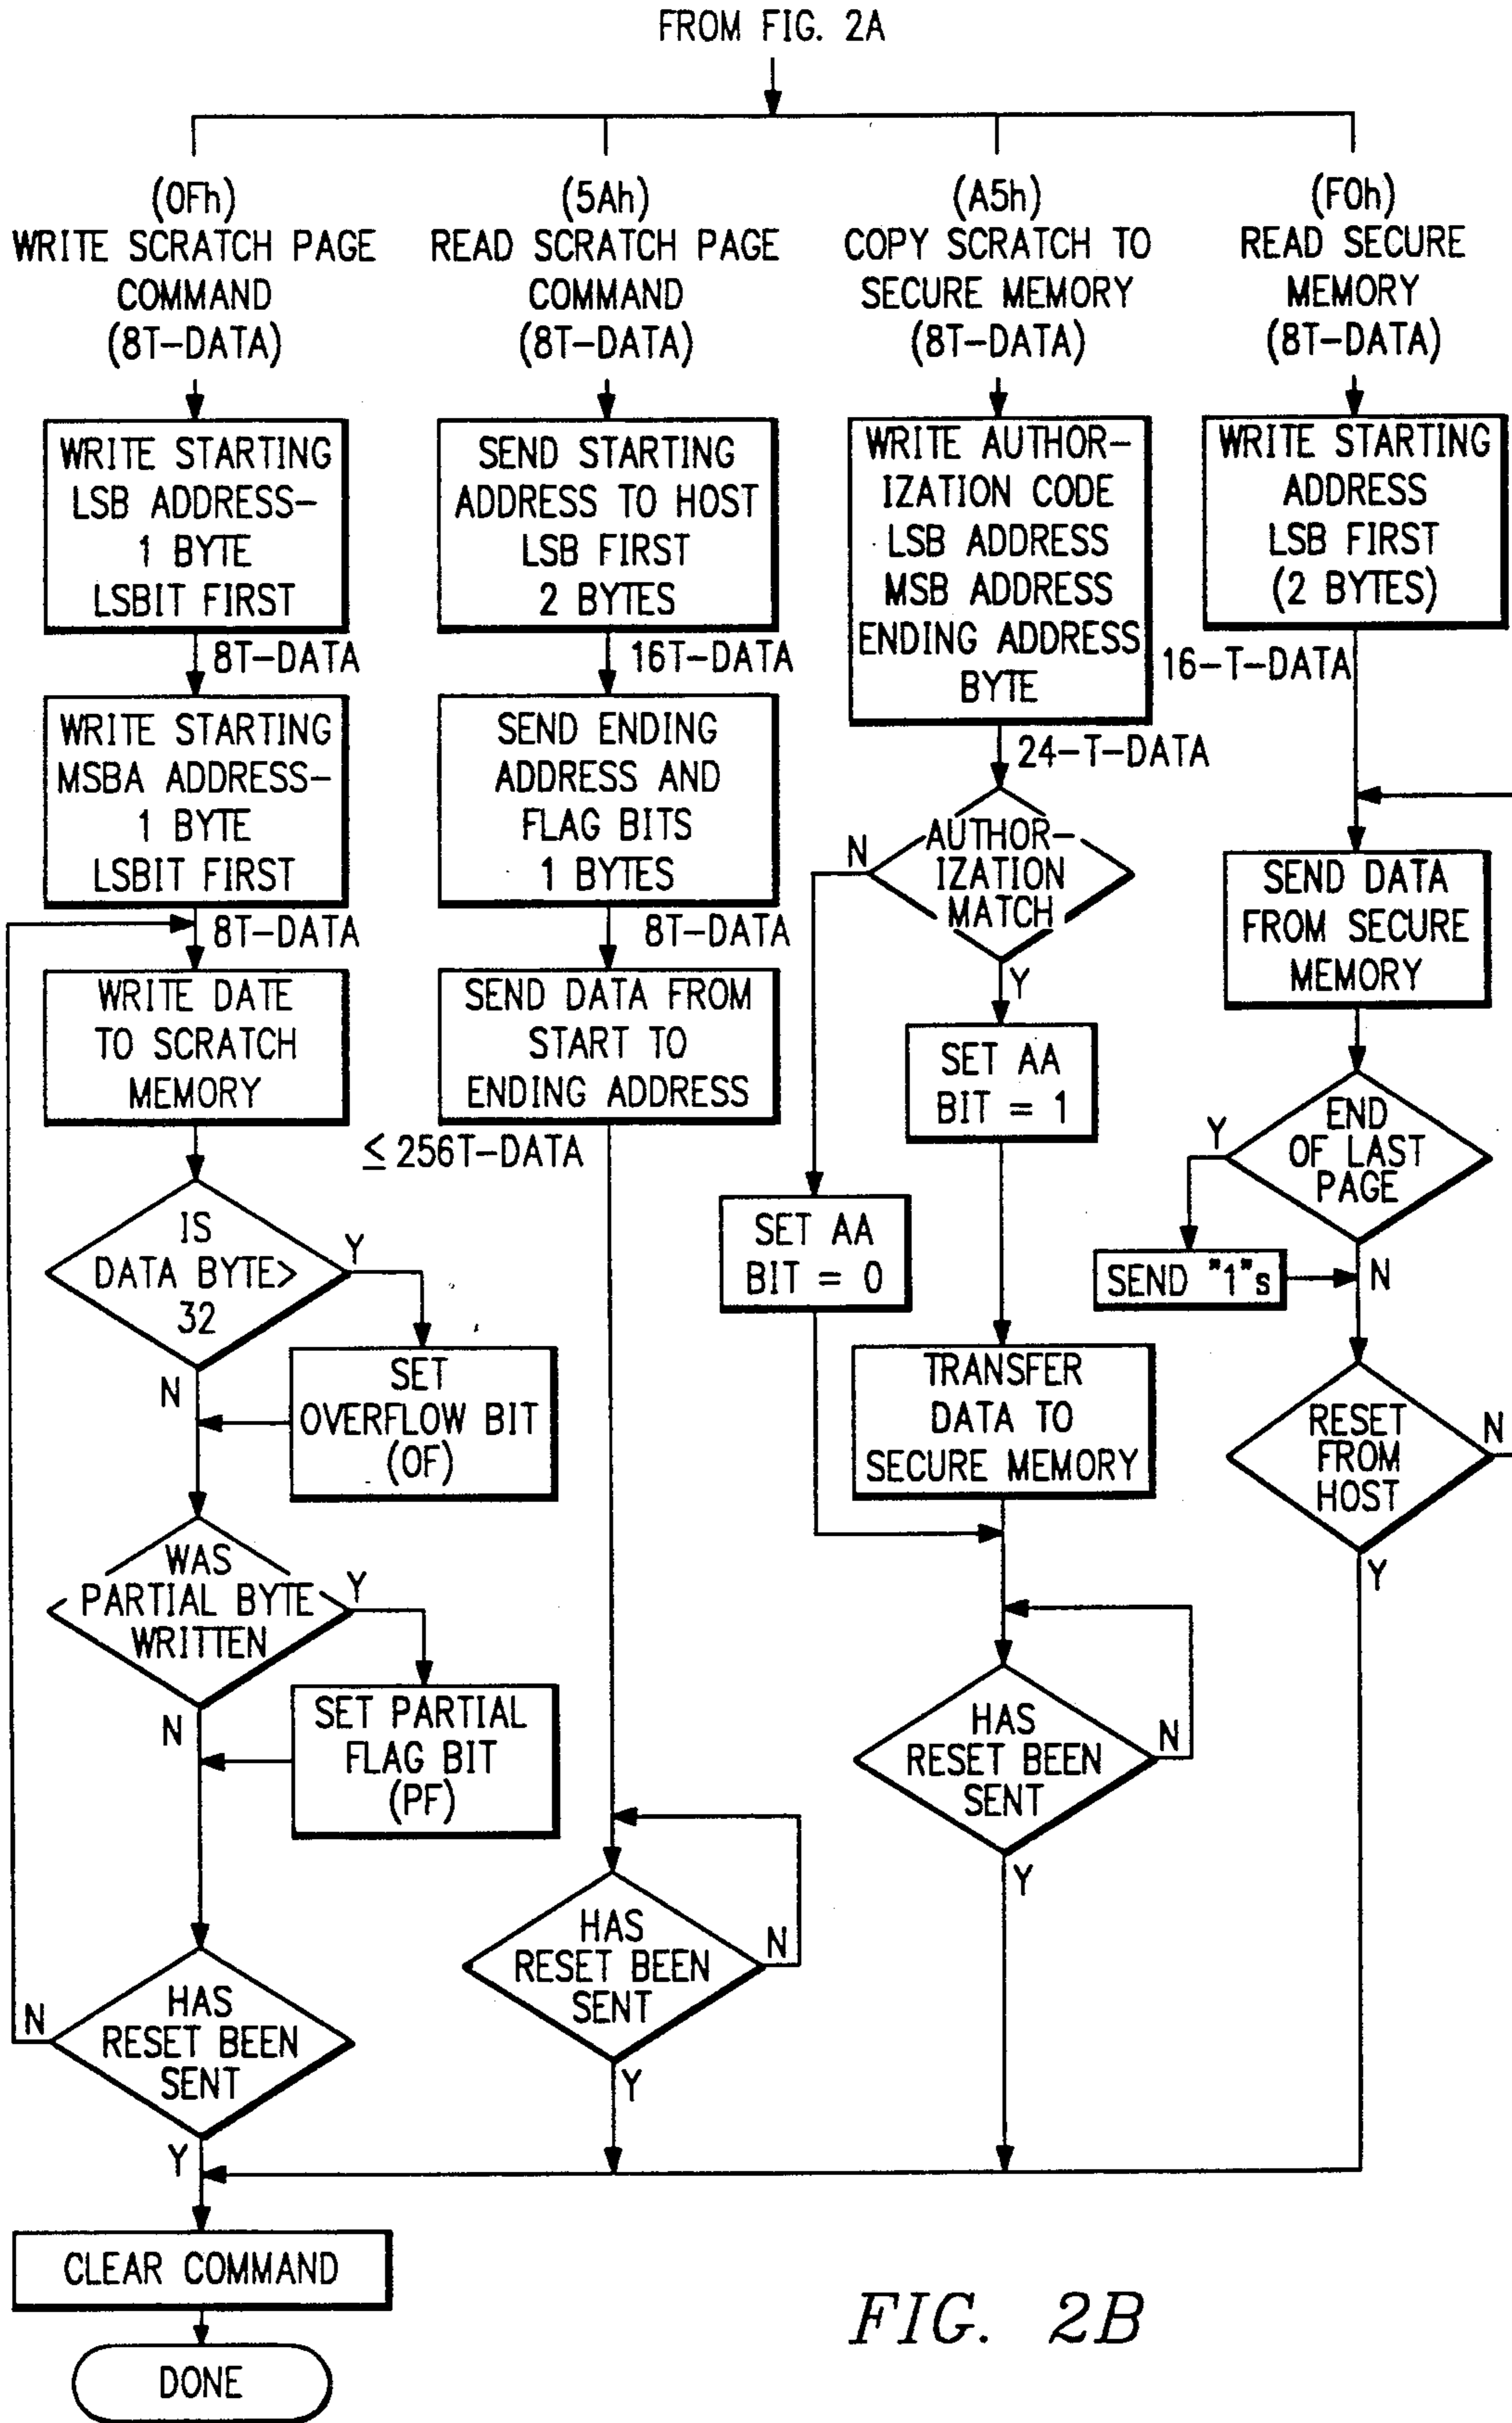 FROM FIG. 2A
(0Fh)
WRITE SCRATCH PAGE
COMMAND
(8T-DATA)
WRITE STARTING
LSB ADDRESS-
1 BYTE
LSBIT FIRST
8T-DATA
WRITE STARTING
MSBA ADDRESS-
1 BYTE
LSBIT FIRST
8T-DATA
WRITE DATE
TO SCRATCH
MEMORY
IS
DATA BYTE>
32
Y
N
SET
OVERFLOW BIT
(OF)
WAS
PARTIAL BYTE
WRITTEN
Y
N
SET PARTIAL
FLAG BIT
(PF)
HAS
RESET BEEN
SENT
N
Y
(5Ah)
READ SCRATCH PAGE
COMMAND
(8T-DATA)
SEND STARTING
ADDRESS TO HOST
LSB FIRST
2 BYTES
16T-DATA
SEND ENDING
ADDRESS AND
FLAG BITS
1 BYTES
8T-DATA
SEND DATA FROM
START TO
ENDING ADDRESS
≤ 256T-DATA
HAS
RESET BEEN
SENT
N
Y
(A5h)
COPY SCRATCH TO
SECURE MEMORY
(8T-DATA)
WRITE AUTHOR-
IZATION CODE
LSB ADDRESS
MSB ADDRESS
ENDING ADDRESS
BYTE
24-T-DATA
AUTHOR-
IZATION
MATCH
N
Y
SET AA
BIT = 1
SET AA
BIT = 0
TRANSFER
DATA TO
SECURE MEMORY
HAS
RESET BEEN
SENT
N
Y
(F0h)
READ SECURE
MEMORY
(8T-DATA)
WRITE STARTING
ADDRESS
LSB FIRST
(2 BYTES)
16-T-DATA
SEND DATA
FROM SECURE
MEMORY
END
OF LAST
PAGE
Y
N
SEND "1"s
RESET
FROM
HOST
N
Y
CLEAR COMMAND
DONE
FIG. 2B